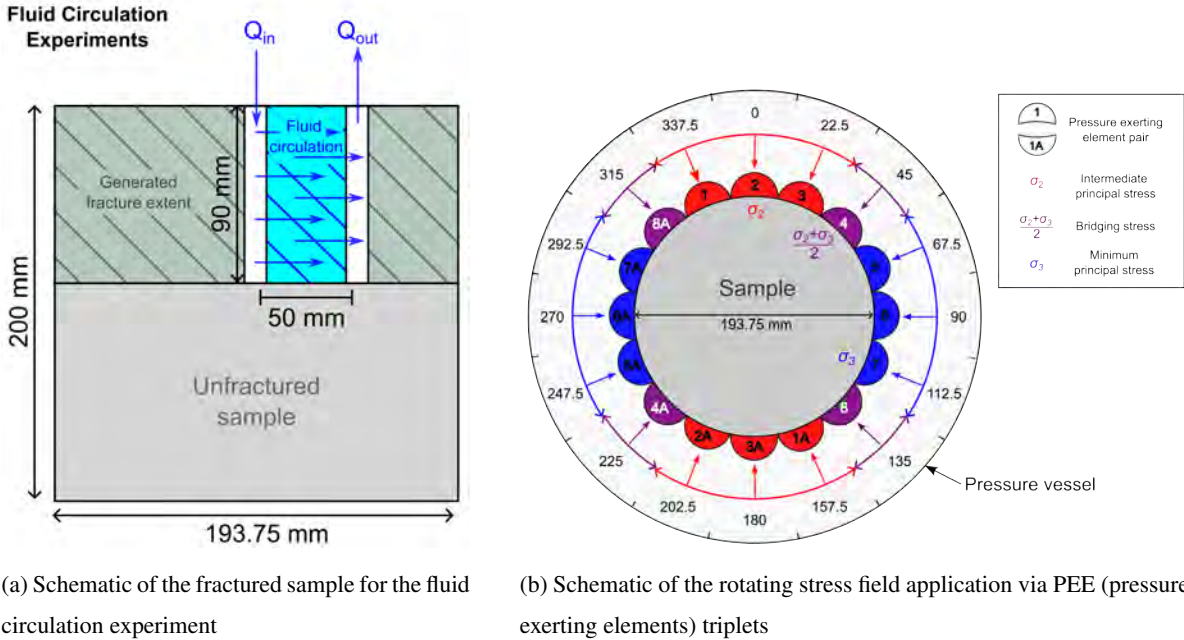 Fluid Circulation
Experiments
Q_in
Q_out
Fluid
circulation
Generated
fracture extent
90 mm
200 mm
50 mm
Unfractured
sample
193.75 mm
(a) Schematic of the fractured sample for the fluid
circulation experiment
0
22.5
45
67.5
90
112.5
135
157.5
180
202.5
225
247.5
270
292.5
315
337.5
1
2
3
4
8
1A
3A
2A
4A
6A
7A
8A
σ₂
σ₂+σ₃
2
σ₃
Sample
193.75 mm
Pressure vessel
1
1A
Pressure exerting
element pair
σ₂
Intermediate
principal stress
σ₂+σ₃
2
Bridging stress
σ₃
Minimum
principal stress
(b) Schematic of the rotating stress field application via PEE (pressure
exerting elements) triplets